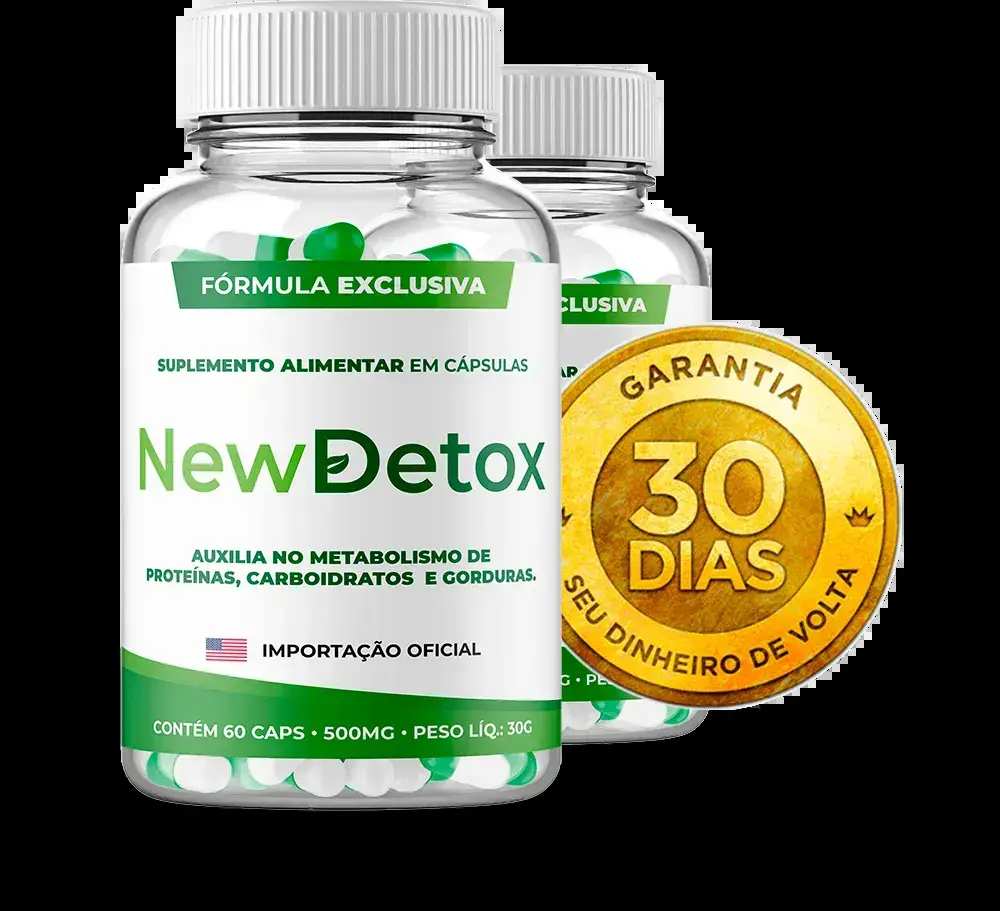 FÓRMULA EXCLUSIVA
SUPLEMENTO ALIMENTAR EM CÁPSULAS
NewDetox
AUXILIA NO METABOLISMO DE
PROTEÍNAS, CARBOIDRATOS E GORDURAS.
IMPORTAÇÃO OFICIAL
CONTÉM 60 CAPS • 500MG • PESO LÍQ.: 30G
GARANTIA
30
DIAS
SEU DINHEIRO DE VOLTA